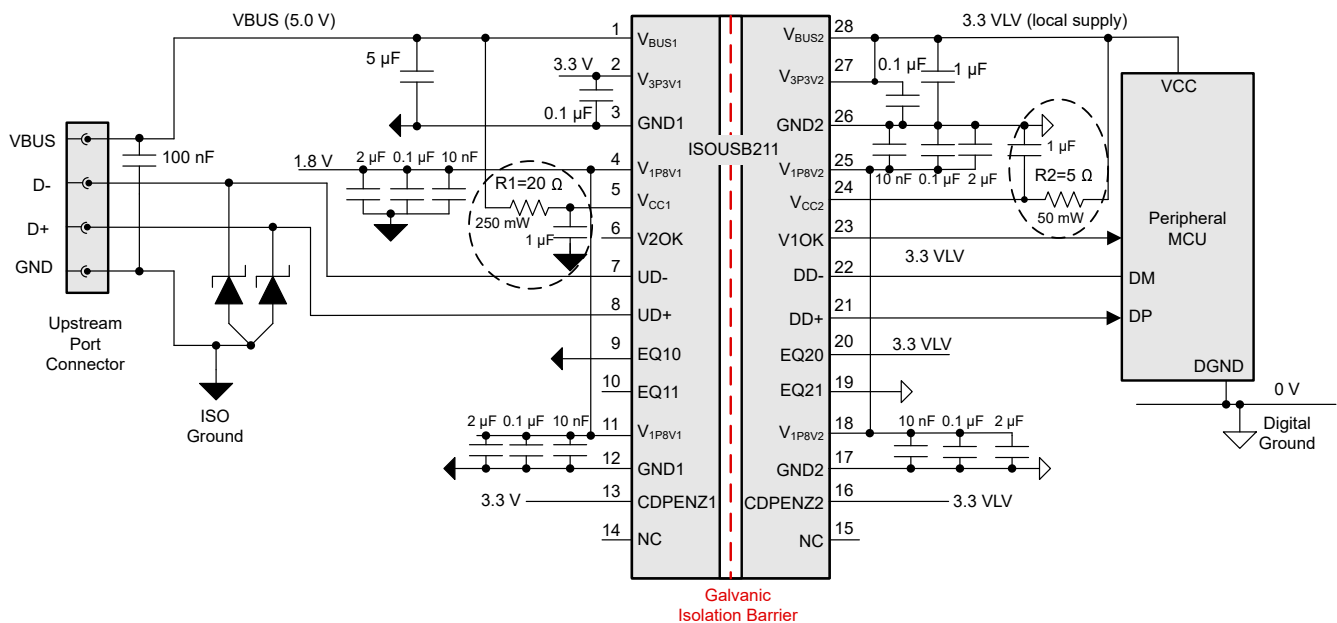 VBUS (5.0 V)
3.3 VLV (local supply)
1
VBUS1
VBUS2
28
5 µF
3.3 V
2
V3P3V1
V3P3V2
27
0.1 µF
1 µF
VCC
0.1 µF
3
GND1
GND2
26
VBUS
100 nF
ISOUSB211
1 µF
1.8 V
2 µF
0.1 µF
10 nF
4
V1P8V1
V1P8V2
25
10 nF
0.1 µF
2 µF
D-
R1=20 Ω
R2=5 Ω
5
VCC1
VCC2
24
250 mW
50 mW
Peripheral
MCU
D+
1 µF
6
V2OK
V1OK
23
3.3 VLV
GND
7
UD-
DD-
22
DM
8
UD+
DD+
21
DP
Upstream
Port
Connector
9
EQ10
EQ20
20
3.3 VLV
DGND
10
EQ11
EQ21
19
0 V
ISO
Ground
2 µF
0.1 µF
10 nF
11
V1P8V1
V1P8V2
18
10 nF
0.1 µF
2 µF
Digital
Ground
12
GND1
GND2
17
3.3 V
13
CDPENZ1
CDPENZ2
16
3.3 VLV
14
NC
NC
15
Galvanic
Isolation Barrier